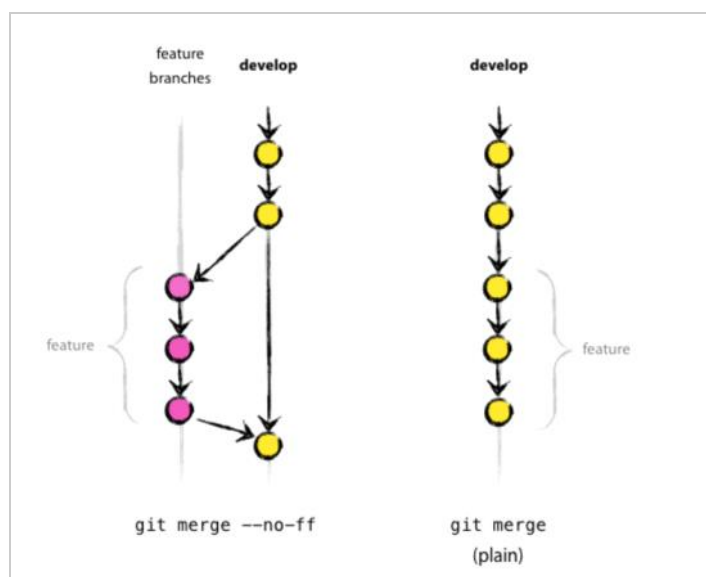 feature
branches
develop
develop
feature
feature
git merge --no-ff
git merge
(plain)